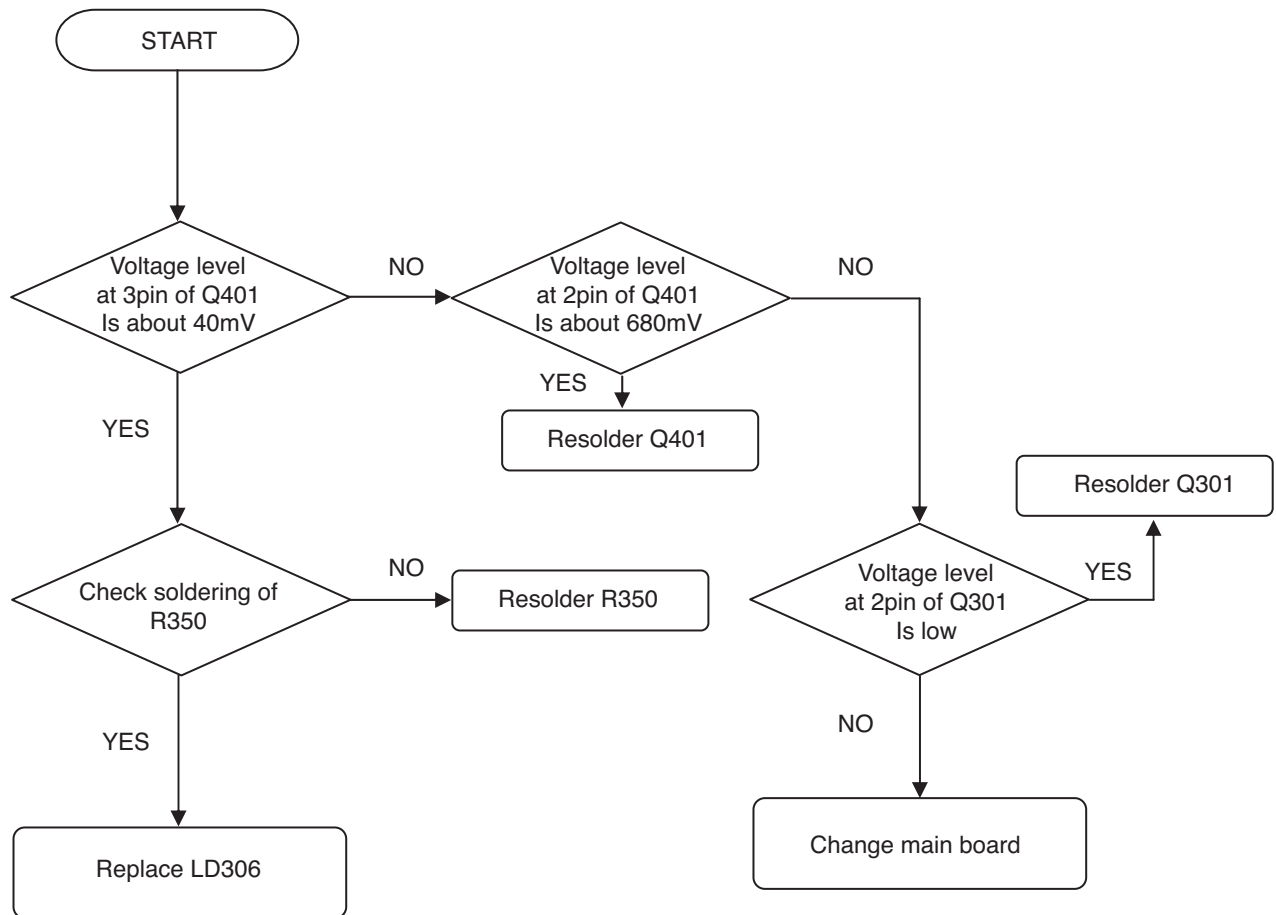 START
Voltage level
at 3pin of Q401
Is about 40mV
NO
Voltage level
at 2pin of Q401
Is about 680mV
NO
YES
Resolder Q401
YES
Resolder Q301
Check soldering of
R350
NO
Resolder R350
Voltage level
at 2pin of Q301
Is low
YES
YES
NO
Replace LD306
Change main board